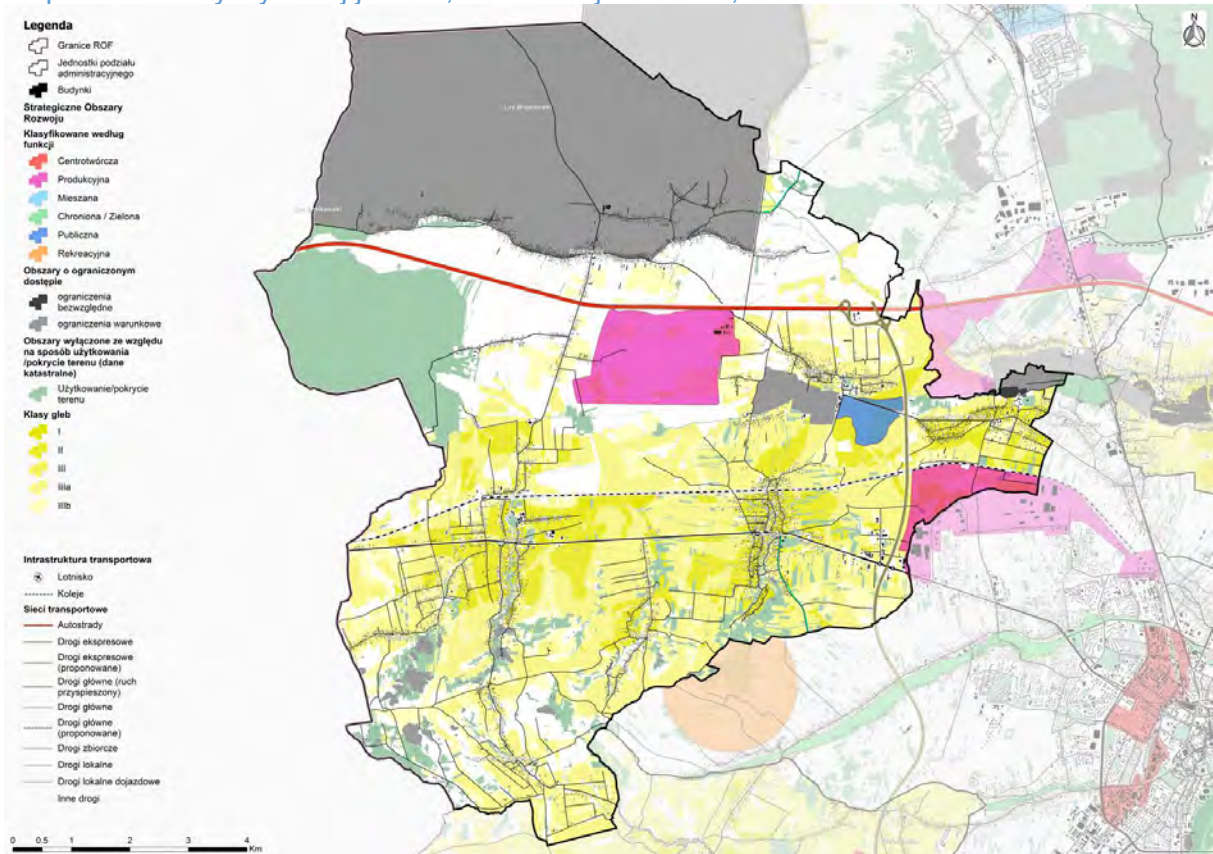 Legenda
Granice ROF
Jednostki podziału
administracyjnego
Budynki
Strategiczne Obszary
Rozwoju
Klasyfikowane według
funkcji
Centrotwórcza
Produkcyjna
Mieszana
Chroniona / Zielona
Publiczna
Rekreacyjna
Obszary o ograniczonym
dostępie
ograniczenia
bezwzględne
ograniczenia warunkowe
Obszary wyłączone ze względu
na sposób użytkowania
/pokrycie terenu (dane
katastralne)
Użytkowanie/pokrycie
terenu
Klasy gleb
I
II
III
IIIa
IIIb
Intrastruktura transportowa
Lotnisko
Koleje
Sieci transportowe
Autostrady
Drogi ekspresowe
Drogi ekspresowe
(proponowane)
Drogi główne (ruch
przyspieszony)
Drogi główne
Drogi główne
(proponowane)
Drogi zbiorcze
Drogi lokalne
Drogi lokalne dojazdowe
Inne drogi
0 0.5 1 2 3 4
Km
N